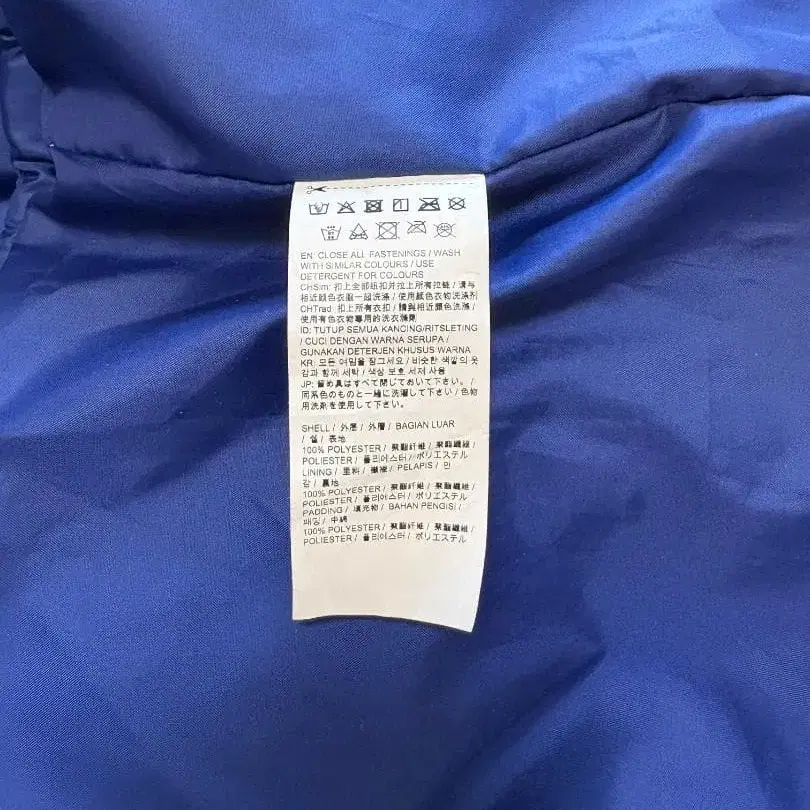 EN: CLOSE ALL FASTENINGS / WASH
WITH SIMILAR COLOURS / USE
DETERGENT FOR COLOURS
CHSim: 扣上全部纽扣并拉上所有拉链 / 请与
相近颜色衣服一起洗涤 / 使用颜色衣物洗涤剂
CHTrad: 扣上所有衣扣 / 請與相近顏色洗滌 /
使用有色衣物專用的洗衣滌劑
ID: TUTUP SEMUA KANCING/RITSLETING
/ CUCI DENGAN WARNA SERUPA /
GUNAKAN DETERJEN KHUSUS WARNA
KR: 모든 여밈을 잠그세요 / 비슷한 색깔의 옷
감과 함께 세탁 / 색상 보호 세제 사용
JP: 留め具はすべて閉じておいて下さい。 /
同系色のものと一緒に洗濯して下さい / 色物
用洗剤を使用して下さい。
SHELL / 外层 / 外層 / BAGIAN LUAR
/ 쉘 / 表地
100% POLYESTER / 聚酯纤维 / 聚酯纖維 /
POLIESTER / 폴리에스터 / ポリエステル
LINING / 里料 / 襯裡 / PELAPIS / 안
감 / 裏地
100% POLYESTER / 聚酯纤维 / 聚酯纖維 /
POLIESTER / 폴리에스터 / ポリエステル
PADDING / 填充物 / BAHAN PENGISI /
패딩 / 中綿
100% POLYESTER / 聚酯纤维 / 聚酯纖維 /
POLIESTER / 폴리에스터 / ポリエステル